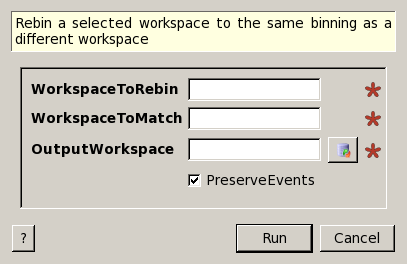 Rebin a selected workspace to the same binning as a
different workspace
WorkspaceToRebin
WorkspaceToMatch
OutputWorkspace
PreserveEvents
?
Run
Cancel